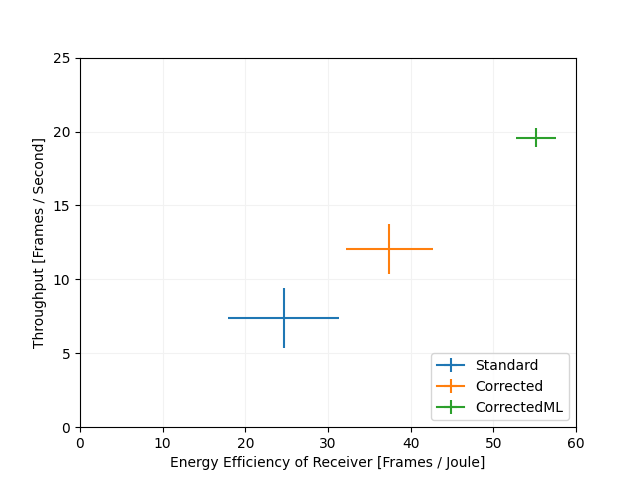 25
20
15
10
5
0
Throughput [Frames / Second]
Standard
Corrected
CorrectedML
0 10 20 30 40 50 60
Energy Efficiency of Receiver [Frames / Joule]